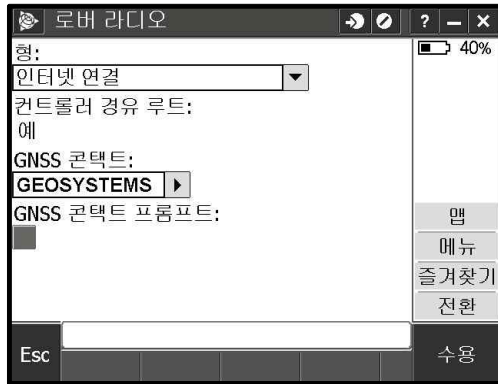 로버 라디오
? – ×
형:
40%
인터넷 연결
컨트롤러 경유 루트:
예
GNSS 콘택트:
GEOSYSTEMS
GNSS 콘택트 프롬프트:
맵
메뉴
즐겨찾기
전환
Esc
수용